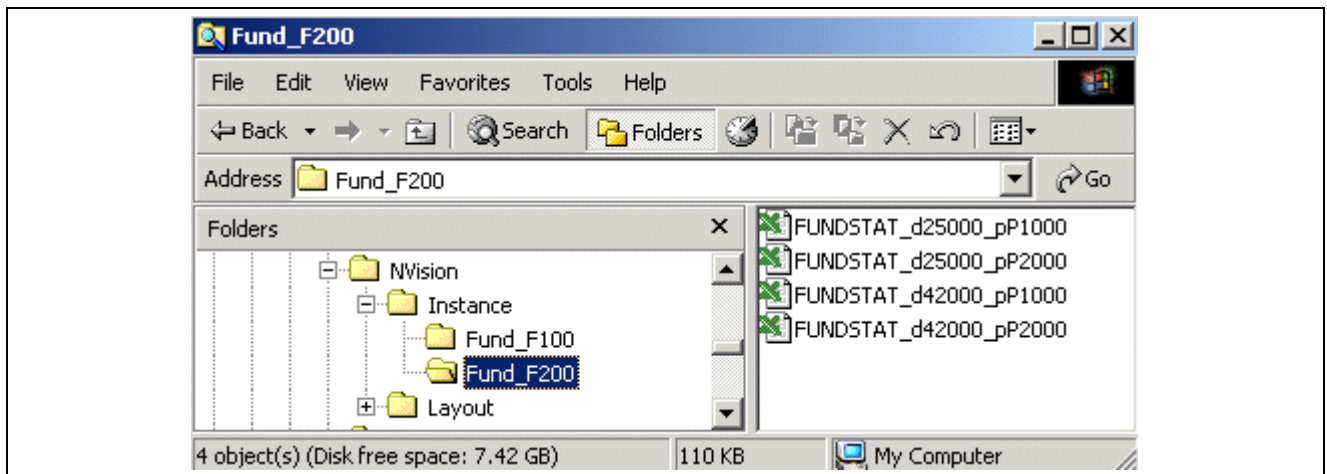 Fund_F200
File Edit View Favorites Tools Help
Back Search Folders
Address Fund_F200 Go
Folders
NVision
Instance
Fund_F100
Fund_F200
Layout
FUNDSTAT_d25000_pP1000
FUNDSTAT_d25000_pP2000
FUNDSTAT_d42000_pP1000
FUNDSTAT_d42000_pP2000
4 object(s) (Disk free space: 7.42 GB) 110 KB My Computer